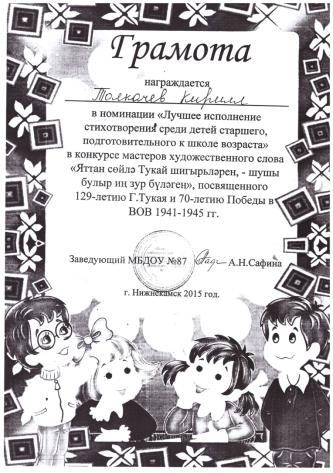 Грамота
награждается
Толкачев Кирилл
в номинации «Лучшее исполнение
стихотворения среди детей старшего,
подготовительного к школе возраста»
в конкурсе мастеров художественного слова
«Яттан сөйлә Тукай шигырьләрен, - шушы
булыр иң зур бүләген», посвященного
129-летию Г.Тукая и 70-летию Победы в
ВОВ 1941-1945 гг.
Заведующий МБДОУ №87 А.Н.Сафина
г. Нижнекамск 2015 год.